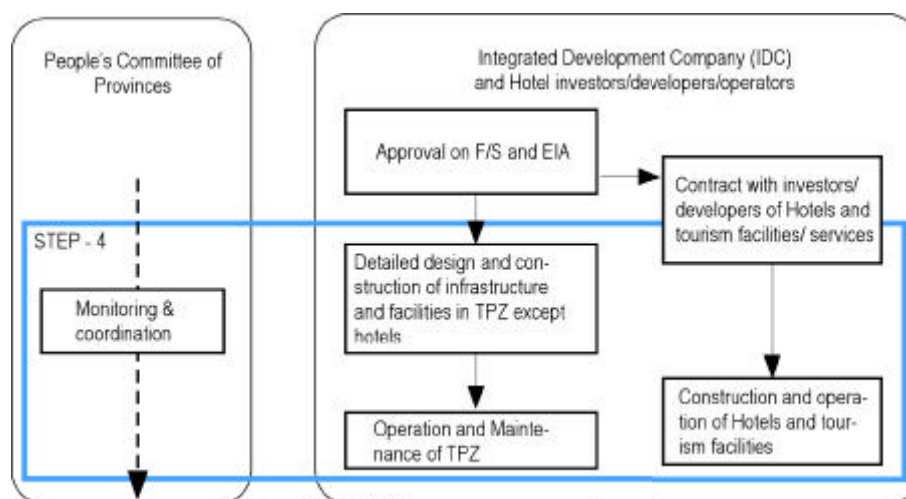 People's Committee of
Provinces
Integrated Development Company (IDC)
and Hotel investors/developers/operators
Approval on F/S and EIA
Contract with investors/
developers of Hotels and
tourism facilities/ services
STEP - 4
Detailed design and con-
struction of infrastructure
and facilities in TPZ except
hotels
Monitoring &
coordination
Construction and opera-
tion of Hotels and tour-
ism facilities
Operation and Mainte-
nance of TPZ